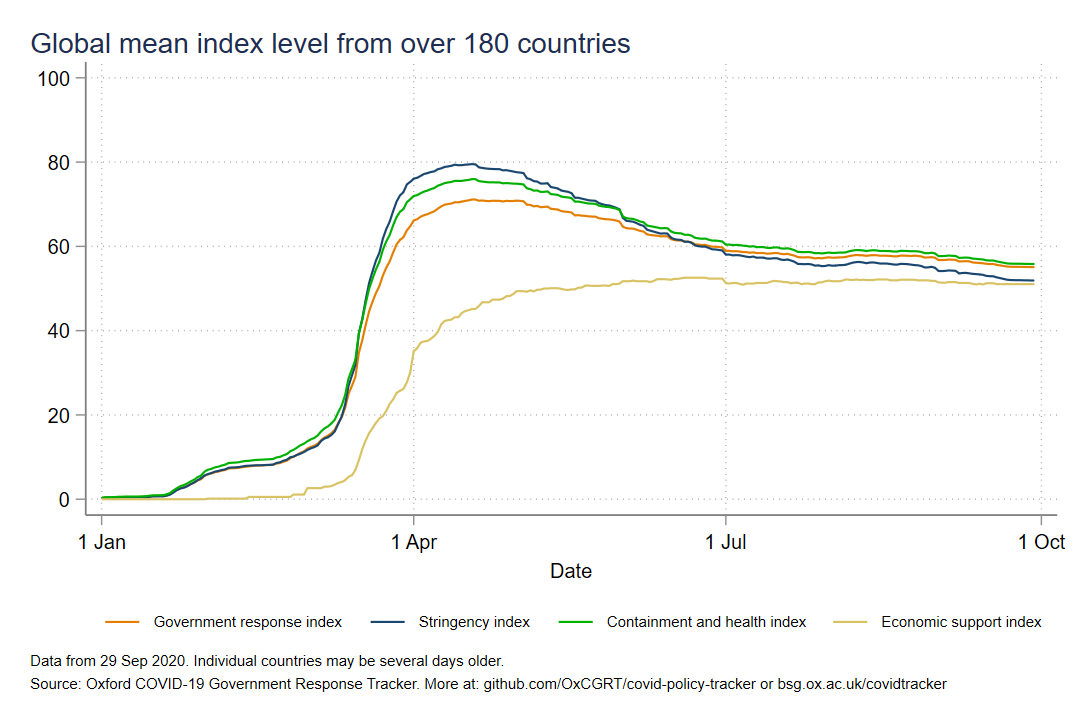 Global mean index level from over 180 countries
100
80
60
40
20
0
1 Jan 1 Apr 1 Jul 1 Oct
Date
Government response index Stringency index Containment and health index Economic support index
Data from 29 Sep 2020. Individual countries may be several days older.
Source: Oxford COVID-19 Government Response Tracker. More at: github.com/OxCGRT/covid-policy-tracker or bsg.ox.ac.uk/covidtracker